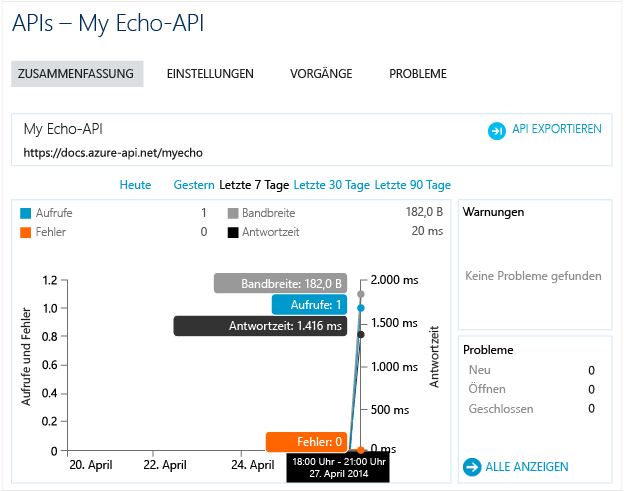 APIs – My Echo-API
ZUSAMMENFASSUNG EINSTELLUNGEN VORGÄNGE PROBLEME
My Echo-API
API EXPORTIEREN
https://docs.azure-api.net/myecho
Heute Gestern Letzte 7 Tage Letzte 30 Tage Letzte 90 Tage
Aufrufe 1 Bandbreite 182,0 B
Fehler 0 Antwortzeit 20 ms
Warnungen
Keine Probleme gefunden
1.2
1.0
0.8
0.6
0.4
0.2
0
Aufrufe und Fehler
Bandbreite: 182,0 B
Aufrufe: 1
Antwortzeit: 1.416 ms
Fehler: 0
2.000 ms
1.500 ms
1.000 ms
500 ms
0 ms
Antwortzeit
20. April 22. April 24. April
18:00 Uhr - 21:00 Uhr
27. April 2014
Probleme
Neu 0
Öffnen 0
Geschlossen 0
ALLE ANZEIGEN